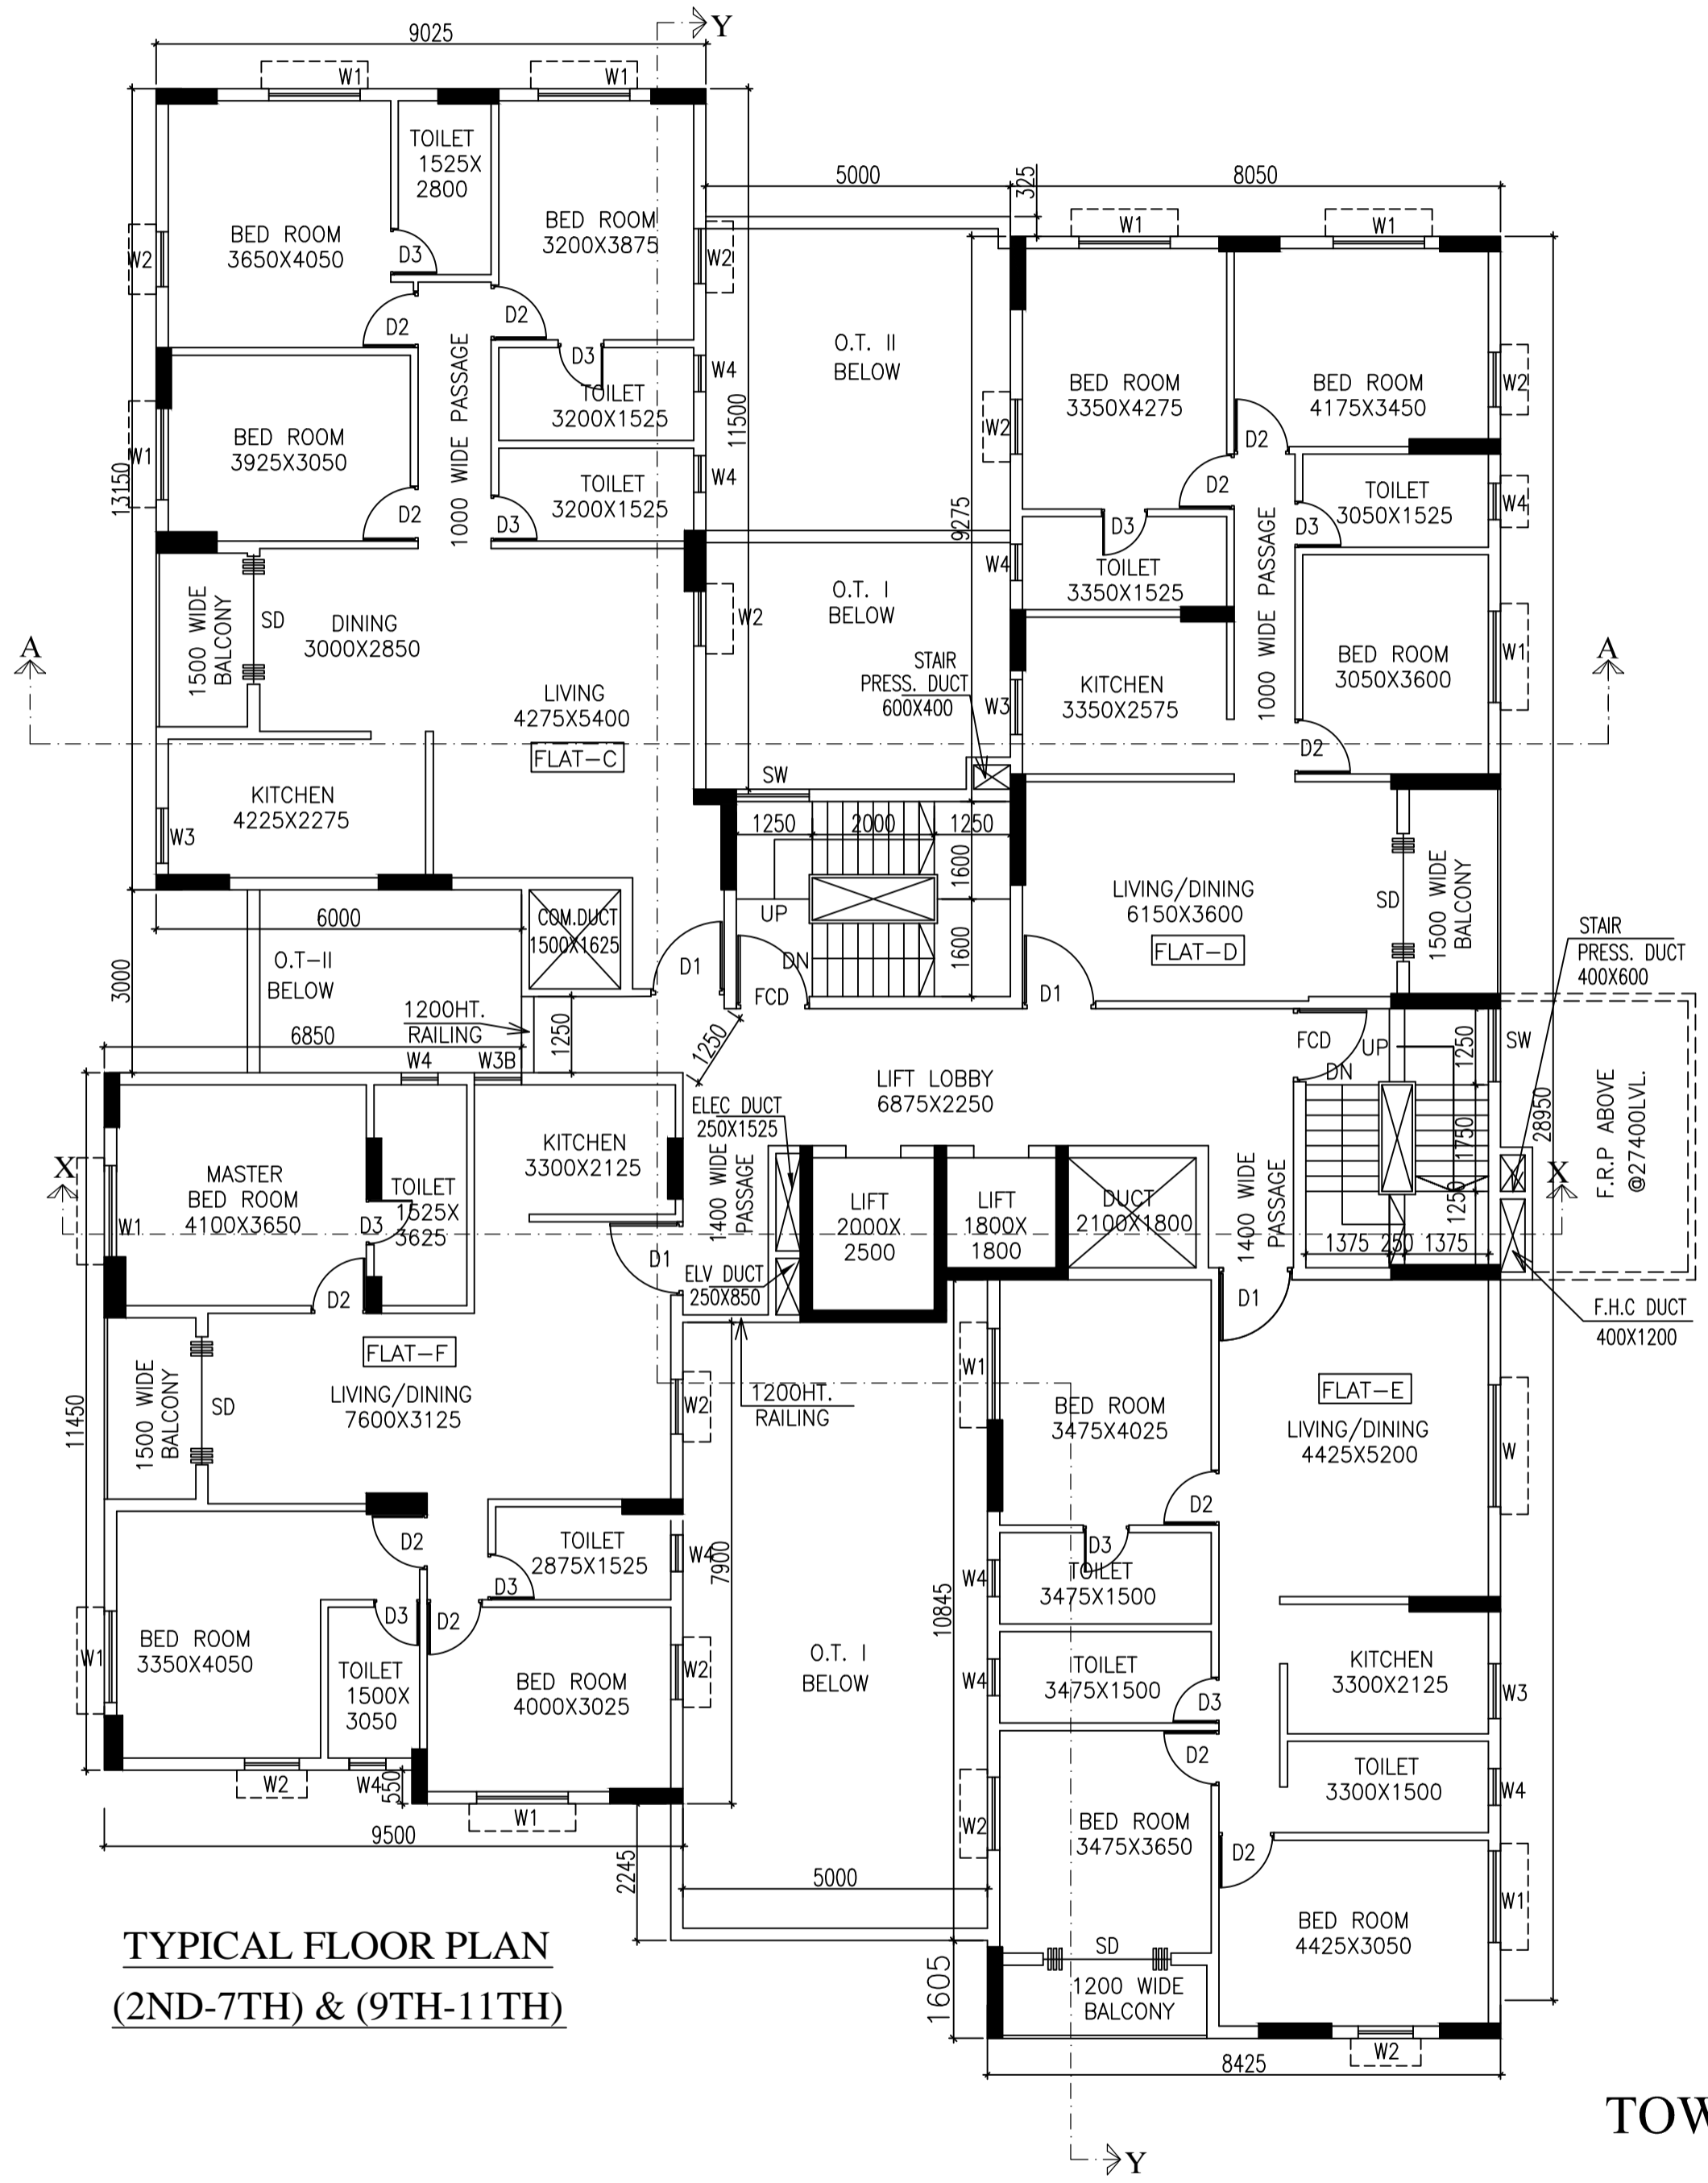 9025
Y
W1
W1
TOILET
1525X
2800
BED ROOM
3650X4050
BED ROOM
3200X3875
W2
W2
D3
D2
D2
D3
1000 WIDE PASSAGE
TOILET
3200X1525
W4
BED ROOM
3925X3050
W1
13150
D2
TOILET
3200X1525
D3
W4
11500
1500 WIDE
BALCONY
SD
DINING
3000X2850
LIVING
4275X5400
FLAT-C
W2
A
KITCHEN
4225X2275
W3
5000
325
8050
O.T. II
BELOW
O.T. I
BELOW
9275
STAIR
PRESS. DUCT
600X400
SW
1250
2000
1250
1600
1600
UP
DN
FCD
W1
W1
BED ROOM
3350X4275
BED ROOM
4175X3450
W2
W2
D2
D2
D3
TOILET
3350X1525
W4
TOILET
3050X1525
D3
W4
1000 WIDE PASSAGE
KITCHEN
3350X2575
W3
BED ROOM
3050X3600
W1
D2
A
LIVING/DINING
6150X3600
FLAT-D
SD
1500 WIDE
BALCONY
D1
STAIR
PRESS. DUCT
400X600
6000
COM.DUCT
1500X1625
D1
3000
O.T-II
BELOW
1200HT.
RAILING
1250
1250
6850
W4
W3B
LIFT LOBBY
6875X2250
FCD
UP
DN
1250
1750
1250
SW
1375
250
1375
F.R.P ABOVE
@27400LVL.
28950
ELEC DUCT
250X1525
1400 WIDE
PASSAGE
ELV DUCT
250X850
LIFT
2000X
2500
LIFT
1800X
1800
DUCT
2100X1800
1400 WIDE
PASSAGE
X
X
F.H.C DUCT
400X1200
MASTER
BED ROOM
4100X3650
W1
TOILET
1525X
3625
D3
D2
KITCHEN
3300X2125
D1
FLAT-F
LIVING/DINING
7600X3125
1500 WIDE
BALCONY
SD
11450
W2
1200HT.
RAILING
D2
TOILET
2875X1525
D3
W4
7900
BED ROOM
3350X4050
W1
D3
D2
TOILET
1500X
3050
BED ROOM
4000X3025
W2
W2
W4
550
W1
9500
2245
O.T. I
BELOW
5000
10845
1605
D1
W1
BED ROOM
3475X4025
D2
FLAT-E
LIVING/DINING
4425X5200
W
D3
TOILET
3475X1500
W4
TOILET
3475X1500
W4
D3
KITCHEN
3300X2125
W3
D2
TOILET
3300X1500
W4
BED ROOM
3475X3650
W2
D2
BED ROOM
4425X3050
W1
SD
1200 WIDE
BALCONY
W2
8425
Y
TYPICAL FLOOR PLAN
(2ND-7TH) & (9TH-11TH)